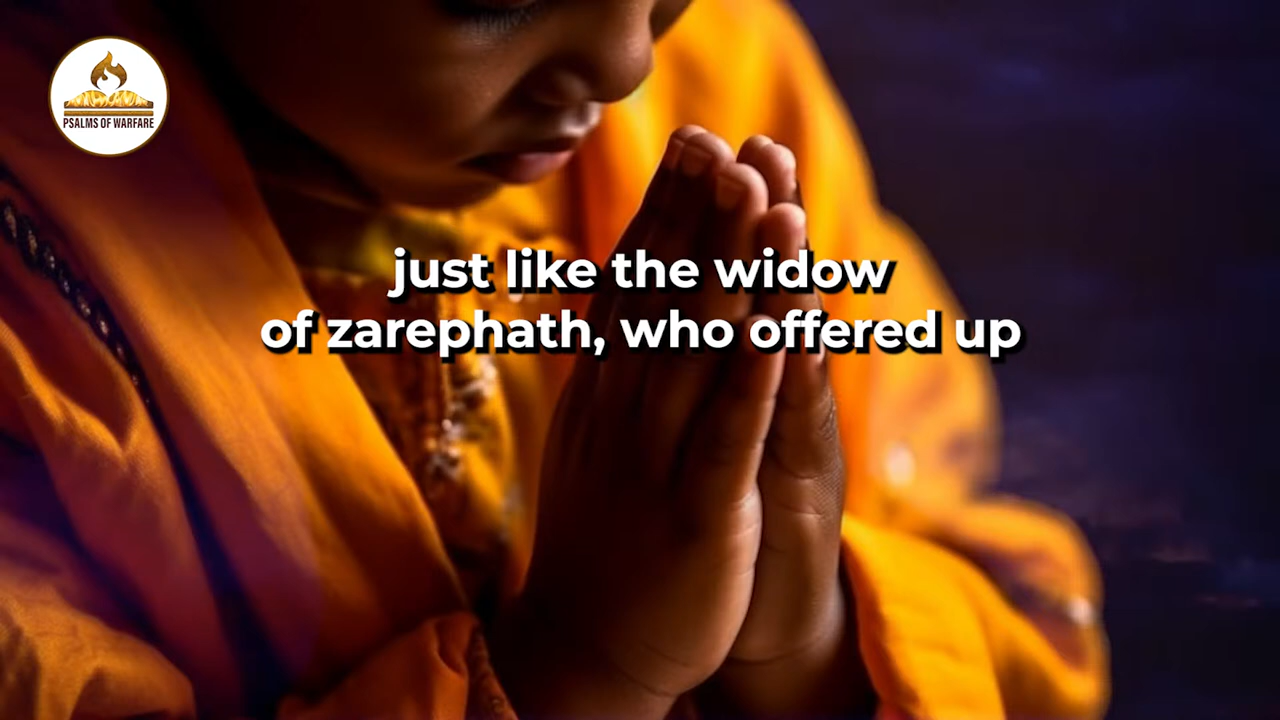 PSALMS OF WARFARE
just like the widow
of zarephath, who offered up